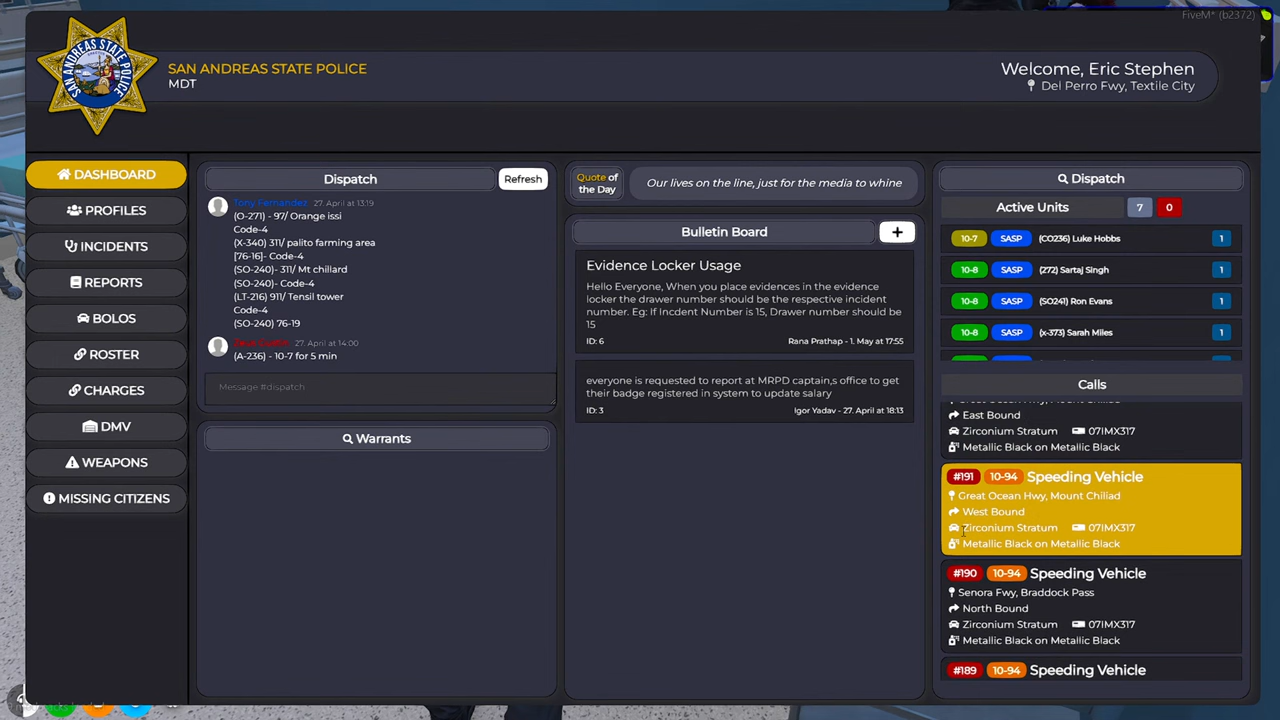 FiveM* (b2372)
SAN ANDREAS STATE POLICE
MDT
Welcome, Eric Stephen
Del Perro Fwy, Textile City
DASHBOARD
PROFILES
INCIDENTS
REPORTS
BOLOS
ROSTER
CHARGES
DMV
WEAPONS
MISSING CITIZENS
Dispatch
Refresh
Tony Fernandez 27. April at 13:19
(O-271) - 97/ Orange issi
Code-4
(X-340) 311/ palito farming area
[76-16]- Code-4
(SO-240)- 311/ Mt chillard
(SO-240)- Code-4
(LT-216) 911/ Tensil tower
Code-4
(SO-240) 76-19
27. April at 14:00
(A-236) - 10-7 for 5 min
Message #dispatch
Warrants
Quote of
the Day
Our lives on the line, just for the media to whine
Bulletin Board
+
Evidence Locker Usage
Hello Everyone, When you place evidences in the evidence
locker the drawer number should be the respective incident
number. Eg: If Incdent Number is 15, Drawer number should be
15
ID: 6 Rana Prathap - 1. May at 17:55
everyone is requested to report at MRPD captain,s office to get
their badge registered in system to update salary
ID: 3 Igor Yadav - 27. April at 18:13
Dispatch
Active Units 7 0
10-7 SASP (CO236) Luke Hobbs 1
10-8 SASP (272) Sartaj Singh 1
10-8 SASP (SO241) Ron Evans 1
10-8 SASP (x-373) Sarah Miles 1
Calls
Great Ocean Hwy, Mount Chiliad
East Bound
Zirconium Stratum 07IMX317
Metallic Black on Metallic Black
#191 10-94 Speeding Vehicle
Great Ocean Hwy, Mount Chiliad
West Bound
Zirconium Stratum 07IMX317
Metallic Black on Metallic Black
#190 10-94 Speeding Vehicle
Senora Fwy, Braddock Pass
North Bound
Zirconium Stratum 07IMX317
Metallic Black on Metallic Black
#189 10-94 Speeding Vehicle